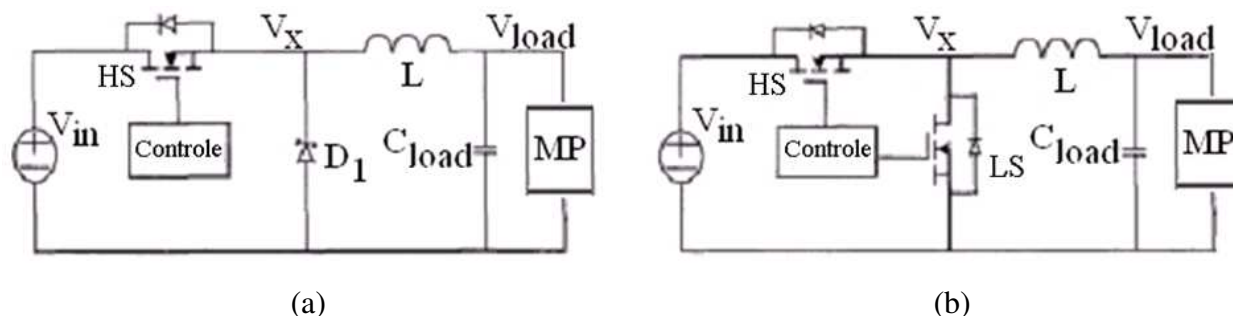 Vx
Vload
HS
L
Vin
Controle
D1
Cload
MP
(a)
Vx
Vload
HS
L
Vin
Controle
LS
Cload
MP
(b)